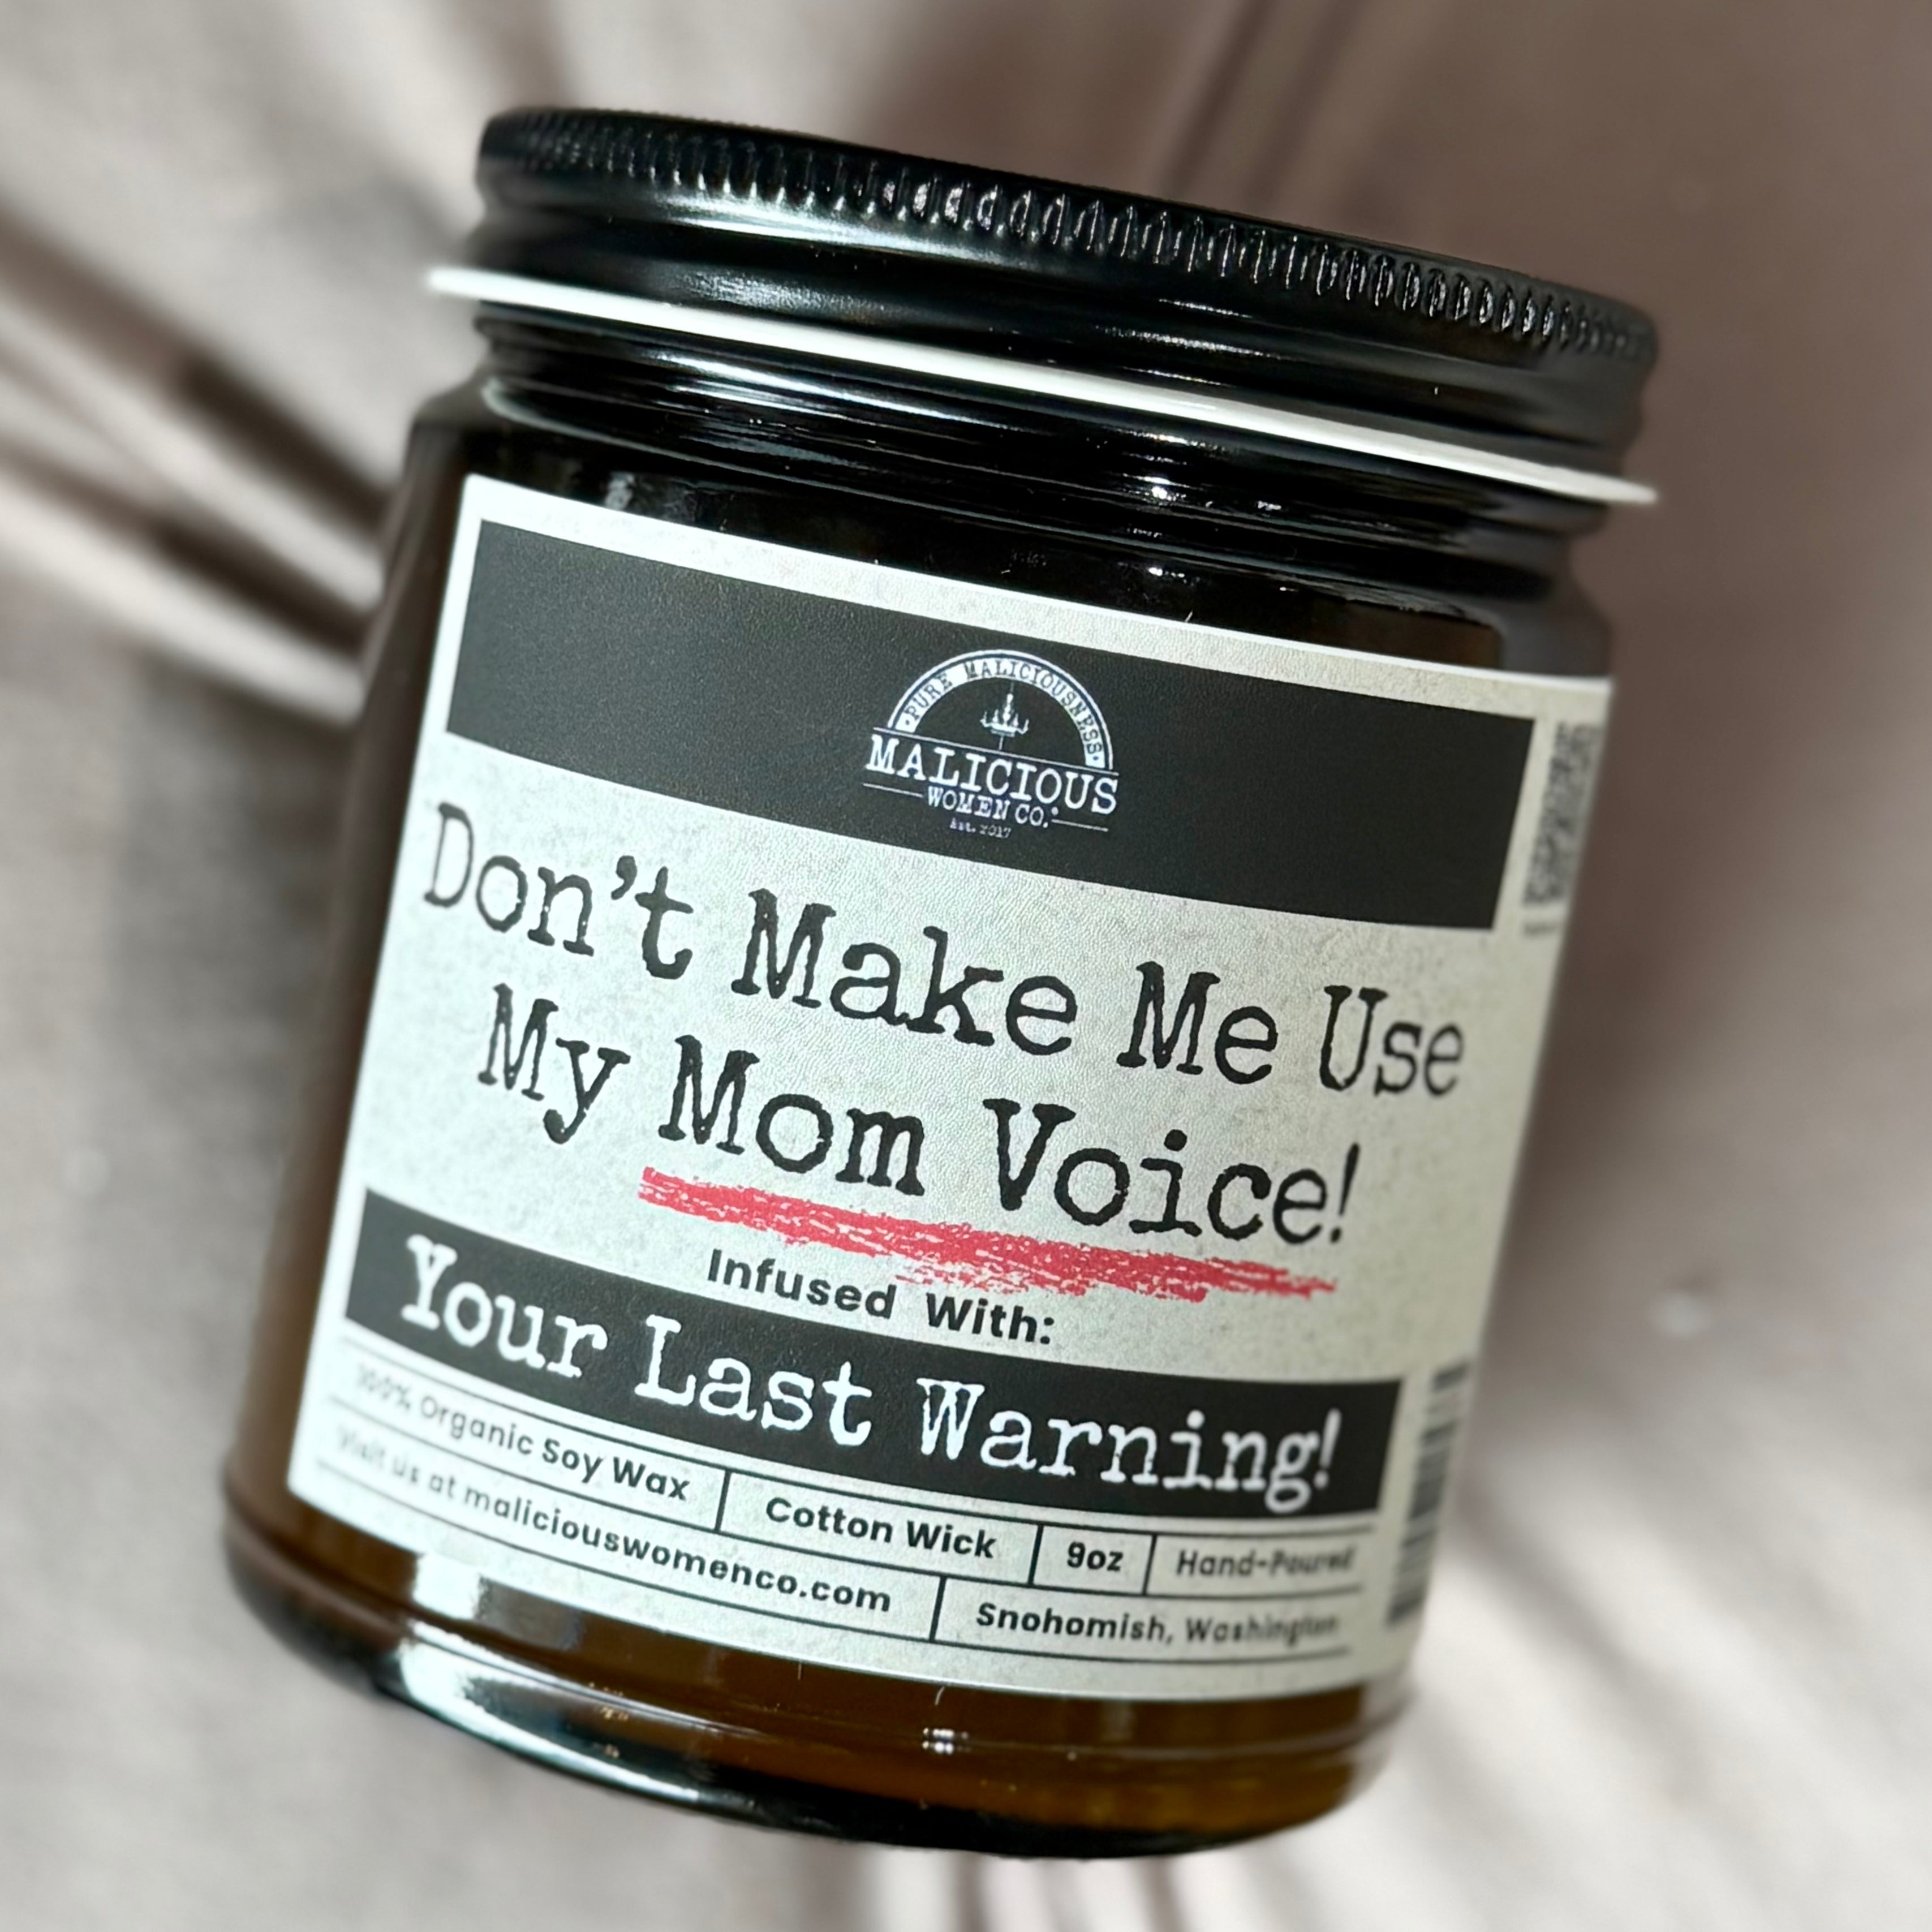 ·PURE MALICIOUSNESS·
MALICIOUS
WOMEN CO.®
Est. 2017
Don't Make Me Use
My Mom Voice!
Infused With:
Your Last Warning!
100% Organic Soy Wax Cotton Wick 9oz Hand-Poured
Visit us at maliciouswomenco.com Snohomish, Washington